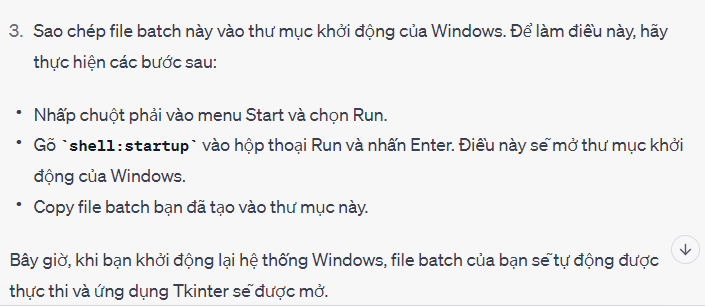 3. Sao chép file batch này vào thư mục khởi động của Windows. Để làm điều này, hãy
thực hiện các bước sau:
• Nhấp chuột phải vào menu Start và chọn Run.
• Gõ `shell:startup` vào hộp thoại Run và nhấn Enter. Điều này sẽ mở thư mục khởi
động của Windows.
• Copy file batch bạn đã tạo vào thư mục này.
Bây giờ, khi bạn khởi động lại hệ thống Windows, file batch của bạn sẽ tự động được
thực thi và ứng dụng Tkinter sẽ được mở.